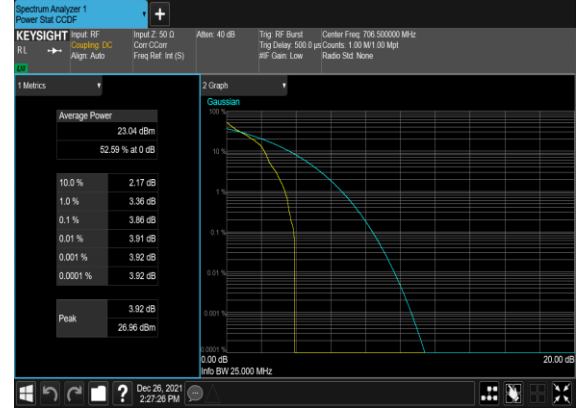 Spectrum Analyzer 1
Power Stat CCDF
KEYSIGHT
RL
Input: RF
Coupling: DC
Align: Auto
Input Z: 50 Ω
Corr CCorr
Freq Ref: Int (S)
Atten: 40 dB
Trig: RF Burst
Trig Delay: 500.0 µs
#IF Gain: Low
Center Freq: 706.500000 MHz
Counts: 1.00 M/1.00 Mpt
Radio Std: None
1 Metrics
Average Power
23.04 dBm
52.59 % at 0 dB
10.0 % 2.17 dB
1.0 % 3.36 dB
0.1 % 3.86 dB
0.01 % 3.91 dB
0.001 % 3.92 dB
0.0001 % 3.92 dB
Peak
3.92 dB
26.96 dBm
2 Graph
Gaussian
100 %
10 %
1 %
0.1 %
0.01 %
0.001 %
0.0001 %
0.00 dB
20.00 dB
Info BW 25.000 MHz
?
Dec 26, 2021
2:27:26 PM